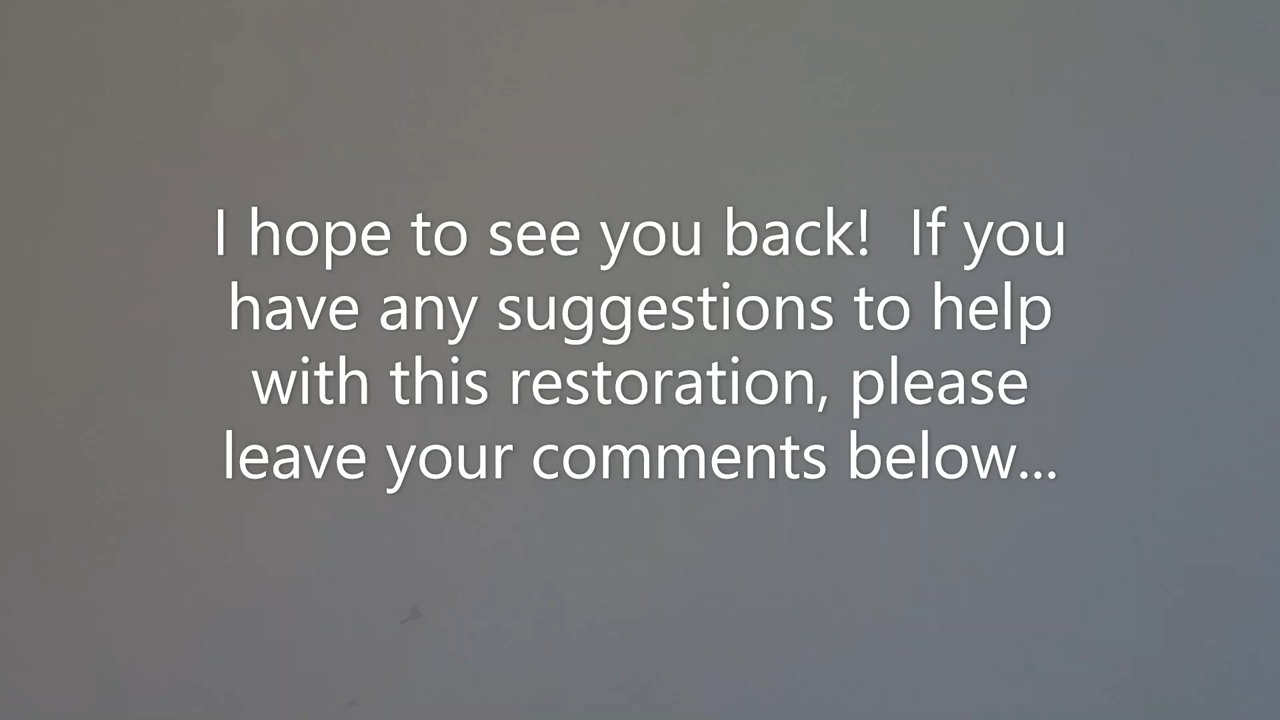 I hope to see you back!  If you
have any suggestions to help
with this restoration, please
leave your comments below...